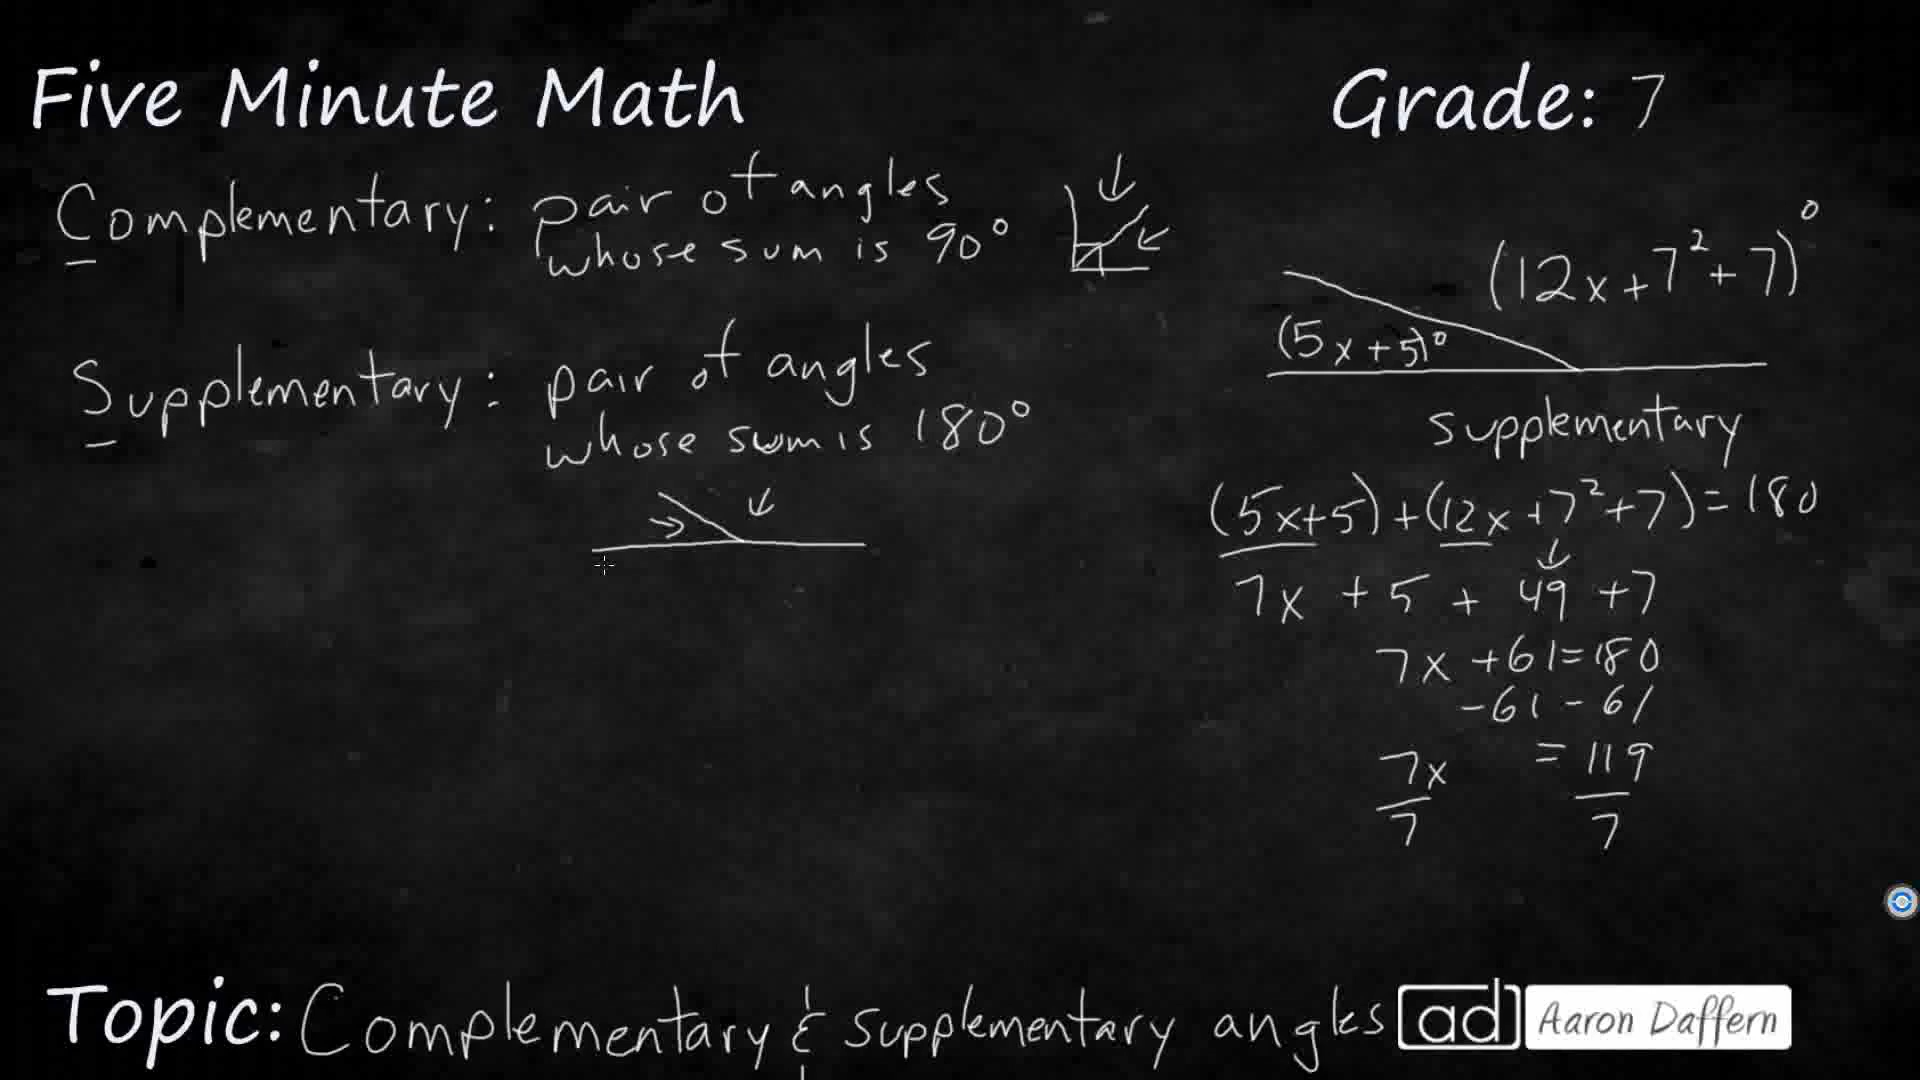 Five Minute Math
Grade: 7
Complementary: pair of angles
whose sum is 90°
(12x+7²+7)°
(5x+5)°
Supplementary: pair of angles
whose sum is 180°
supplementary
(5x+5)+(12x+7²+7)=180
7x + 5 + 49 +7
7x +61=180
-61 - 61
7x = 119
7 7
Topic: Complementary & supplementary angles
ad Aaron Daffern